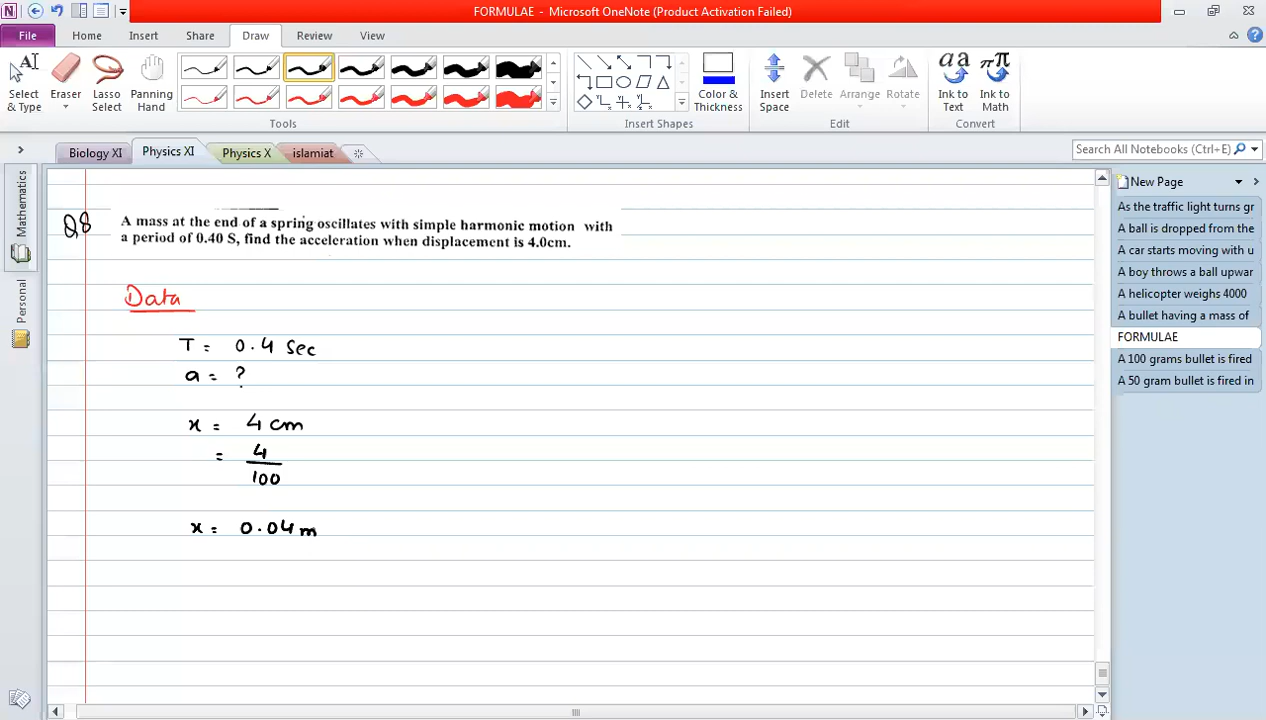 FORMULAE - Microsoft OneNote (Product Activation Failed)
File Home Insert Share Draw Review View
Select & Type
Eraser
Lasso Select
Panning Hand
Color & Thickness
Insert Space
Delete
Arrange
Rotate
Ink to Text
Ink to Math
Tools
Insert Shapes
Edit
Convert
Biology XI Physics XI Physics X islamiat
Search All Notebooks (Ctrl+E)
Mathematics
Personal
Q8
A mass at the end of a spring oscillates with simple harmonic motion with
a period of 0.40 S, find the acceleration when displacement is 4.0cm.
Data
T = 0.4 Sec
a = ?
x = 4 cm
= 4
100
x = 0.04 m
New Page
As the traffic light turns gr
A ball is dropped from the
A car starts moving with u
A boy throws a ball upwar
A helicopter weighs 4000
A bullet having a mass of
FORMULAE
A 100 grams bullet is fired
A 50 gram bullet is fired in